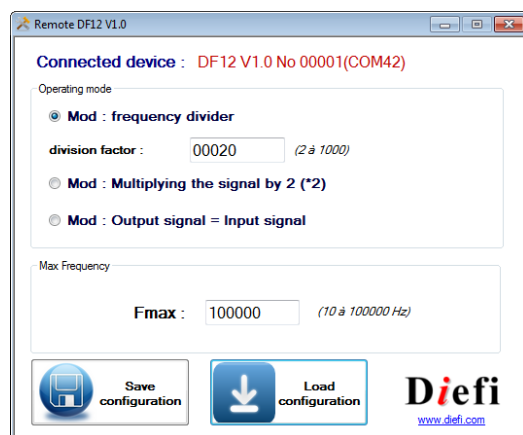 Remote DF12 V1.0
Connected device : DF12 V1.0 No 00001(COM42)
Operating mode
Mod : frequency divider
division factor : 00020 (2 à 1000)
Mod : Multiplying the signal by 2 (*2)
Mod : Output signal = Input signal
Max Frequency
Fmax : 100000 (10 à 100000 Hz)
Save
configuration
Load
configuration
Diefi
www.diefi.com